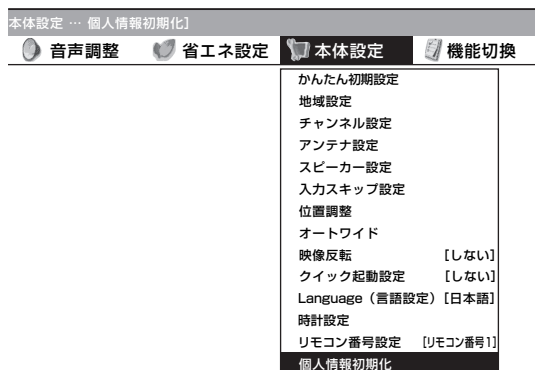 本体設定 … 個人情報初期化]
音声調整 省エネ設定 本体設定 機能切換
かんたん初期設定
地域設定
チャンネル設定
アンテナ設定
スピーカー設定
入力スキップ設定
位置調整
オートワイド
映像反転 [しない]
クイック起動設定 [しない]
Language（言語設定）[日本語]
時計設定
リモコン番号設定 [リモコン番号1]
個人情報初期化